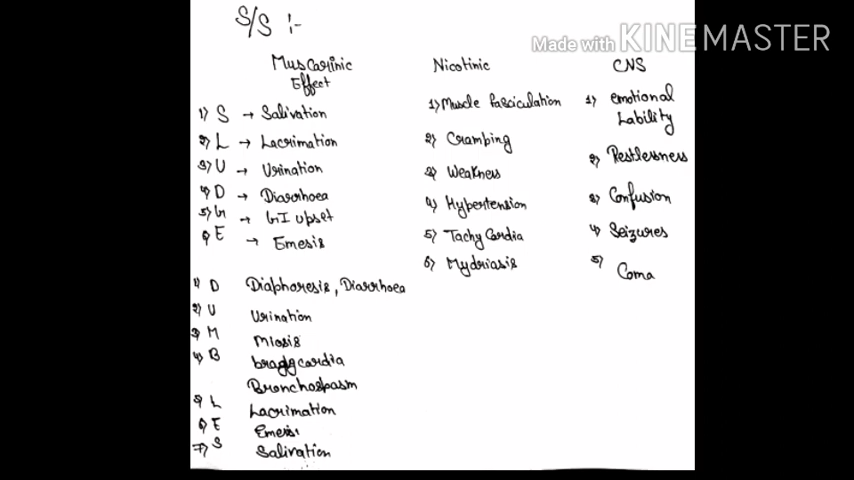 S/S :-
Made with KINEMASTER
Muscarinic Effect
1) S → Salivation
2) L → Lacrimation
3) U → Urination
4) D → Diarrhoea
5) G → GI upset
6) E → Emesis
1) D Diaphoresis, Diarrhoea
2) U Urination
3) M Miosis
4) B bradycardia
Bronchospasm
5) L Lacrimation
6) E Emesis
7) S Salivation
Nicotinic
1) Muscle fasciculation
2) Cramping
3) Weakness
4) Hypertension
5) Tachy Cardia
6) Mydriasis
CNS
1) emotional
Lability
2) Restlessness
3) Confusion
4) Seizures
5) Coma